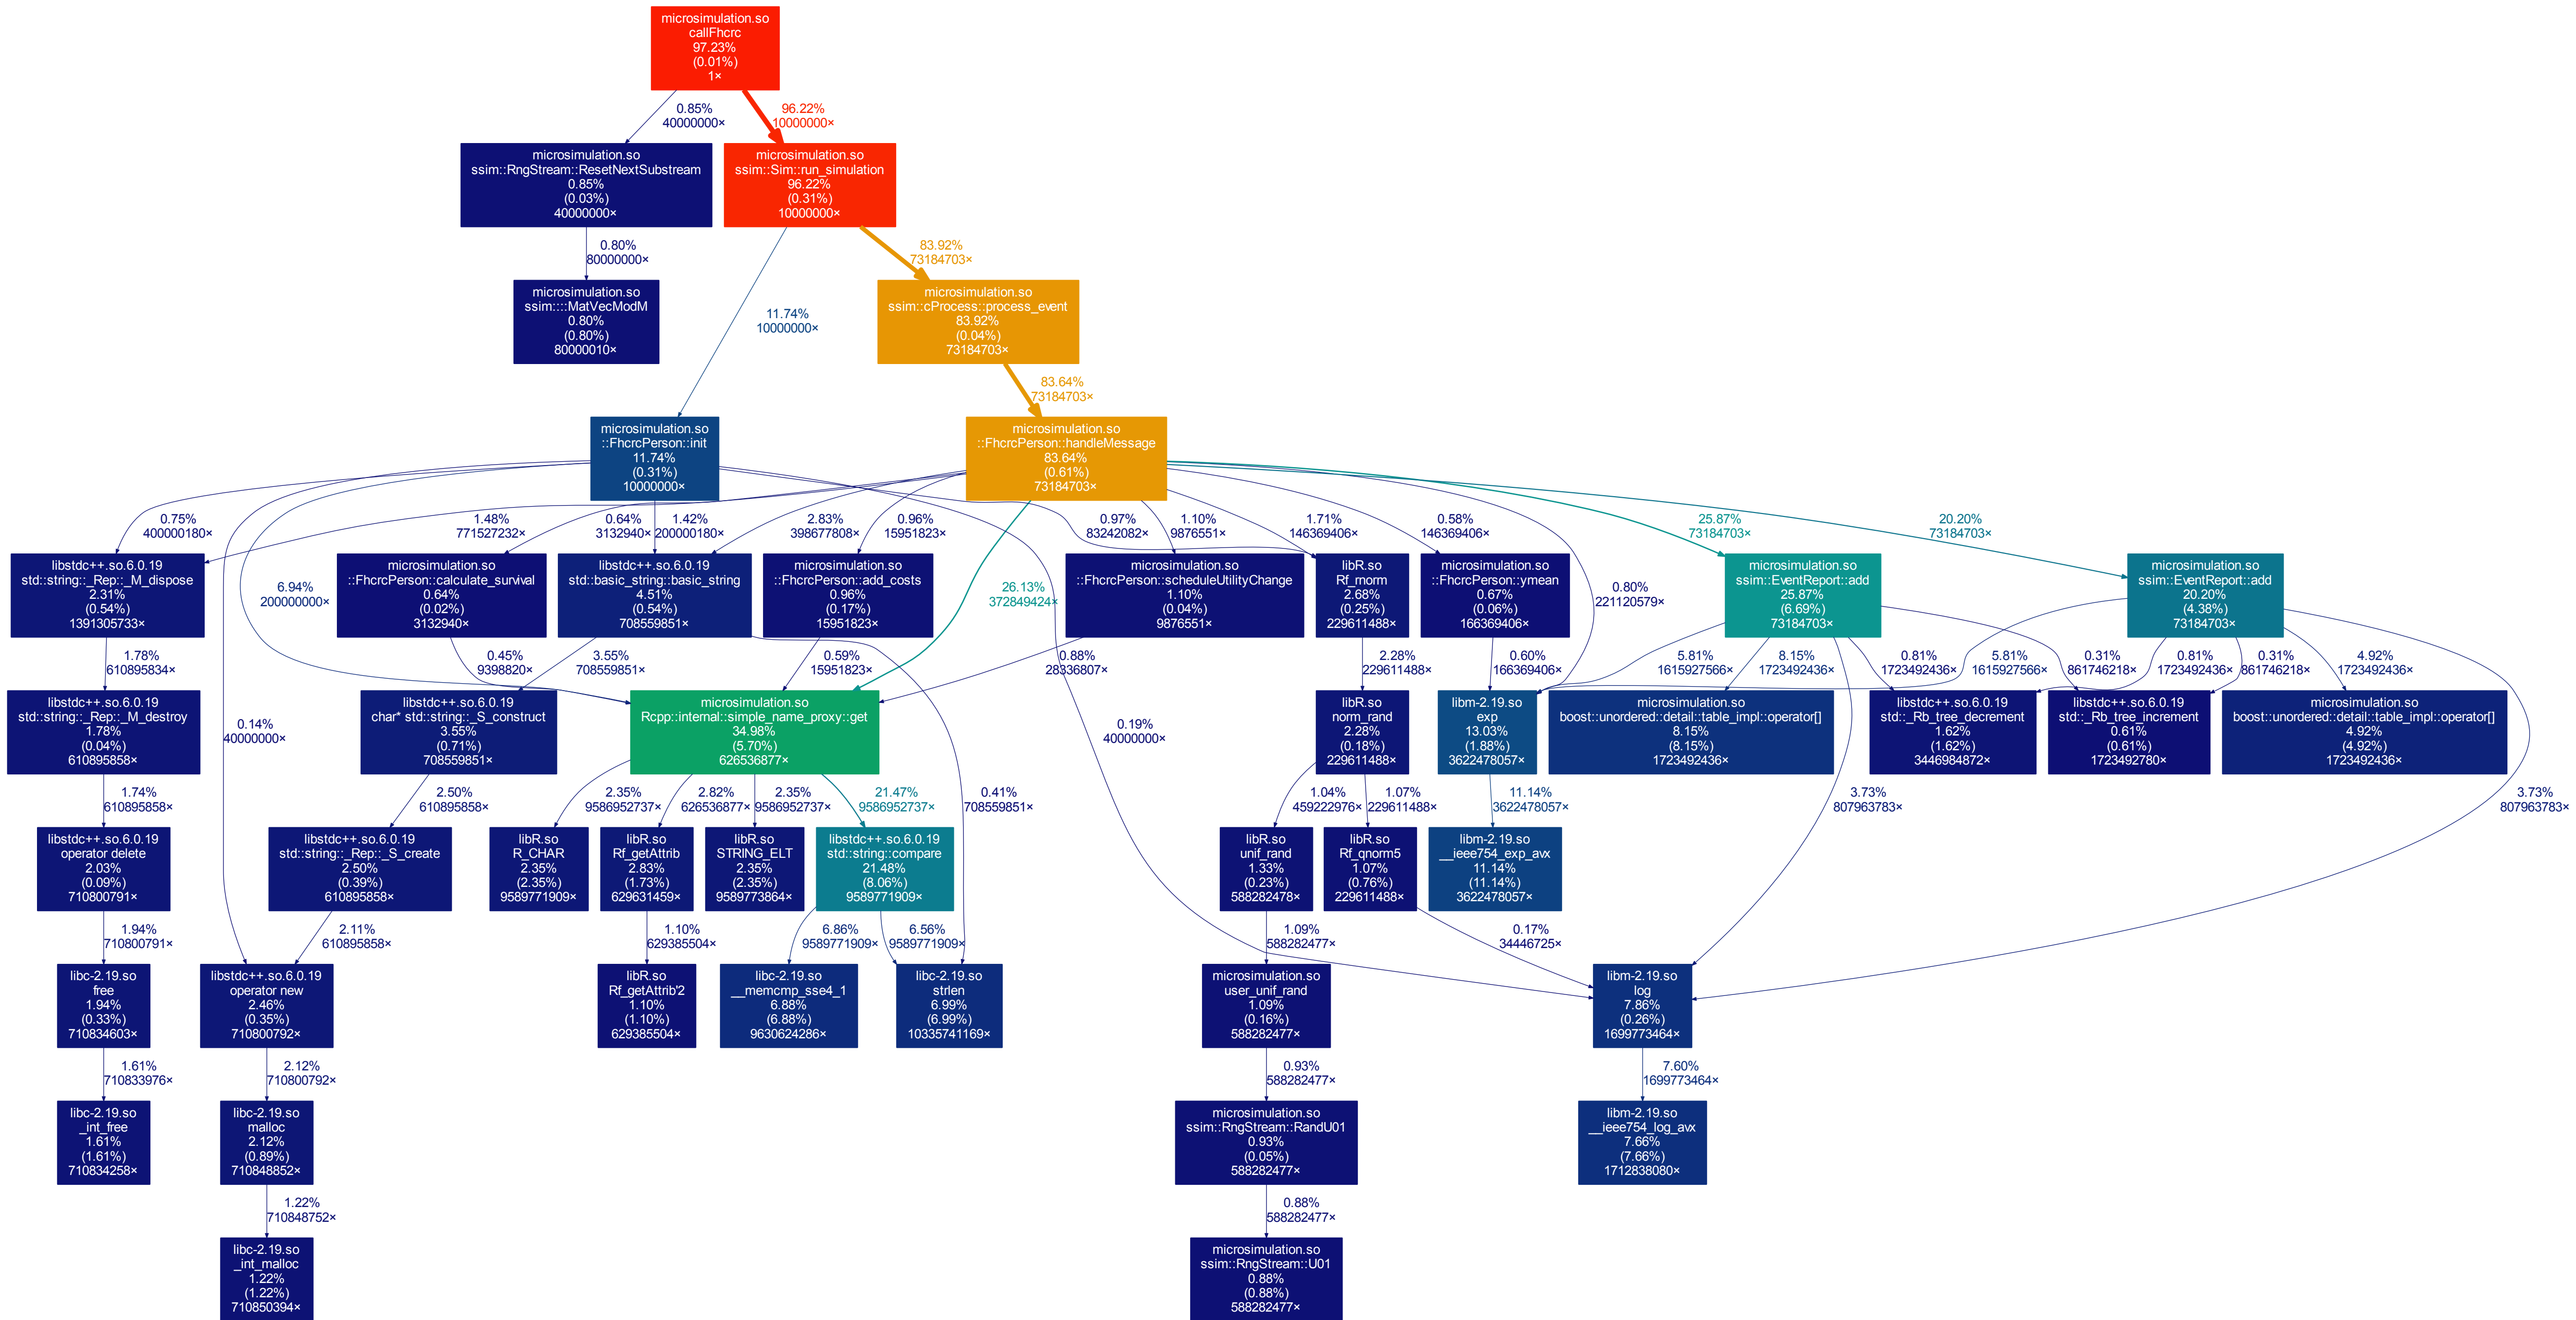 microsimulation.so
callFhcrc
97.23%
(0.01%)
1×
0.85%
40000000×
96.22%
10000000×
microsimulation.so
ssim::RngStream::ResetNextSubstream
0.85%
(0.03%)
40000000×
microsimulation.so
ssim::Sim::run_simulation
96.22%
(0.31%)
10000000×
0.80%
80000000×
83.92%
73184703×
microsimulation.so
ssim::::MatVecModM
0.80%
(0.80%)
80000010×
11.74%
10000000×
microsimulation.so
ssim::cProcess::process_event
83.92%
(0.04%)
73184703×
83.64%
73184703×
microsimulation.so
::FhcrcPerson::init
11.74%
(0.31%)
10000000×
microsimulation.so
::FhcrcPerson::handleMessage
83.64%
(0.61%)
73184703×
0.75%
400000180×
1.48%
771527232×
0.64%
3132940×
1.42%
200000180×
2.83%
398677808×
0.96%
15951823×
0.97%
83242082×
1.10%
9876551×
1.71%
146369406×
0.58%
146369406×
25.87%
73184703×
20.20%
73184703×
libstdc++.so.6.0.19
std::string::_Rep::_M_dispose
2.31%
(0.54%)
1391305733×
6.94%
200000000×
microsimulation.so
::FhcrcPerson::calculate_survival
0.64%
(0.02%)
3132940×
libstdc++.so.6.0.19
std::basic_string::basic_string
4.51%
(0.54%)
708559851×
microsimulation.so
::FhcrcPerson::add_costs
0.96%
(0.17%)
15951823×
26.13%
372849424×
microsimulation.so
::FhcrcPerson::scheduleUtilityChange
1.10%
(0.04%)
9876551×
libR.so
Rf_rnorm
2.68%
(0.25%)
229611488×
microsimulation.so
::FhcrcPerson::ymean
0.67%
(0.06%)
166369406×
0.80%
221120579×
microsimulation.so
ssim::EventReport::add
25.87%
(6.69%)
73184703×
microsimulation.so
ssim::EventReport::add
20.20%
(4.38%)
73184703×
1.78%
610895834×
0.45%
9398820×
3.55%
708559851×
0.59%
15951823×
0.88%
28336807×
2.28%
229611488×
0.60%
166369406×
5.81%
1615927566×
8.15%
1723492436×
0.81%
1723492436×
5.81%
1615927566×
0.31%
861746218×
0.81%
1723492436×
0.31%
861746218×
4.92%
1723492436×
libstdc++.so.6.0.19
std::string::_Rep::_M_destroy
1.78%
(0.04%)
610895858×
0.14%
40000000×
libstdc++.so.6.0.19
char* std::string::_S_construct
3.55%
(0.71%)
708559851×
microsimulation.so
Rcpp::internal::simple_name_proxy::get
34.98%
(5.70%)
626536877×
0.19%
40000000×
libR.so
norm_rand
2.28%
(0.18%)
229611488×
libm-2.19.so
exp
13.03%
(1.88%)
3622478057×
microsimulation.so
boost::unordered::detail::table_impl::operator[]
8.15%
(8.15%)
1723492436×
libstdc++.so.6.0.19
std::_Rb_tree_decrement
1.62%
(1.62%)
3446984872×
libstdc++.so.6.0.19
std::_Rb_tree_increment
0.61%
(0.61%)
1723492780×
microsimulation.so
boost::unordered::detail::table_impl::operator[]
4.92%
(4.92%)
1723492436×
1.74%
610895858×
2.50%
610895858×
2.35%
9586952737×
2.82%
626536877×
2.35%
9586952737×
21.47%
9586952737×
0.41%
708559851×
1.04%
459222976×
1.07%
229611488×
11.14%
3622478057×
3.73%
807963783×
3.73%
807963783×
libstdc++.so.6.0.19
operator delete
2.03%
(0.09%)
710800791×
libstdc++.so.6.0.19
std::string::_Rep::_S_create
2.50%
(0.39%)
610895858×
libR.so
R_CHAR
2.35%
(2.35%)
9589771909×
libR.so
Rf_getAttrib
2.83%
(1.73%)
629631459×
libR.so
STRING_ELT
2.35%
(2.35%)
9589773864×
libstdc++.so.6.0.19
std::string::compare
21.48%
(8.06%)
9589771909×
libR.so
unif_rand
1.33%
(0.23%)
588282478×
libR.so
Rf_qnorm5
1.07%
(0.76%)
229611488×
libm-2.19.so
__ieee754_exp_avx
11.14%
(11.14%)
3622478057×
1.94%
710800791×
2.11%
610895858×
1.10%
629385504×
6.86%
9589771909×
6.56%
9589771909×
1.09%
588282477×
0.17%
34446725×
libc-2.19.so
free
1.94%
(0.33%)
710834603×
libstdc++.so.6.0.19
operator new
2.46%
(0.35%)
710800792×
libR.so
Rf_getAttrib'2
1.10%
(1.10%)
629385504×
libc-2.19.so
__memcmp_sse4_1
6.88%
(6.88%)
9630624286×
libc-2.19.so
strlen
6.99%
(6.99%)
10335741169×
microsimulation.so
user_unif_rand
1.09%
(0.16%)
588282477×
libm-2.19.so
log
7.86%
(0.26%)
1699773464×
1.61%
710833976×
2.12%
710800792×
0.93%
588282477×
7.60%
1699773464×
libc-2.19.so
_int_free
1.61%
(1.61%)
710834258×
libc-2.19.so
malloc
2.12%
(0.89%)
710848852×
microsimulation.so
ssim::RngStream::RandU01
0.93%
(0.05%)
588282477×
libm-2.19.so
__ieee754_log_avx
7.66%
(7.66%)
1712838080×
1.22%
710848752×
0.88%
588282477×
libc-2.19.so
_int_malloc
1.22%
(1.22%)
710850394×
microsimulation.so
ssim::RngStream::U01
0.88%
(0.88%)
588282477×